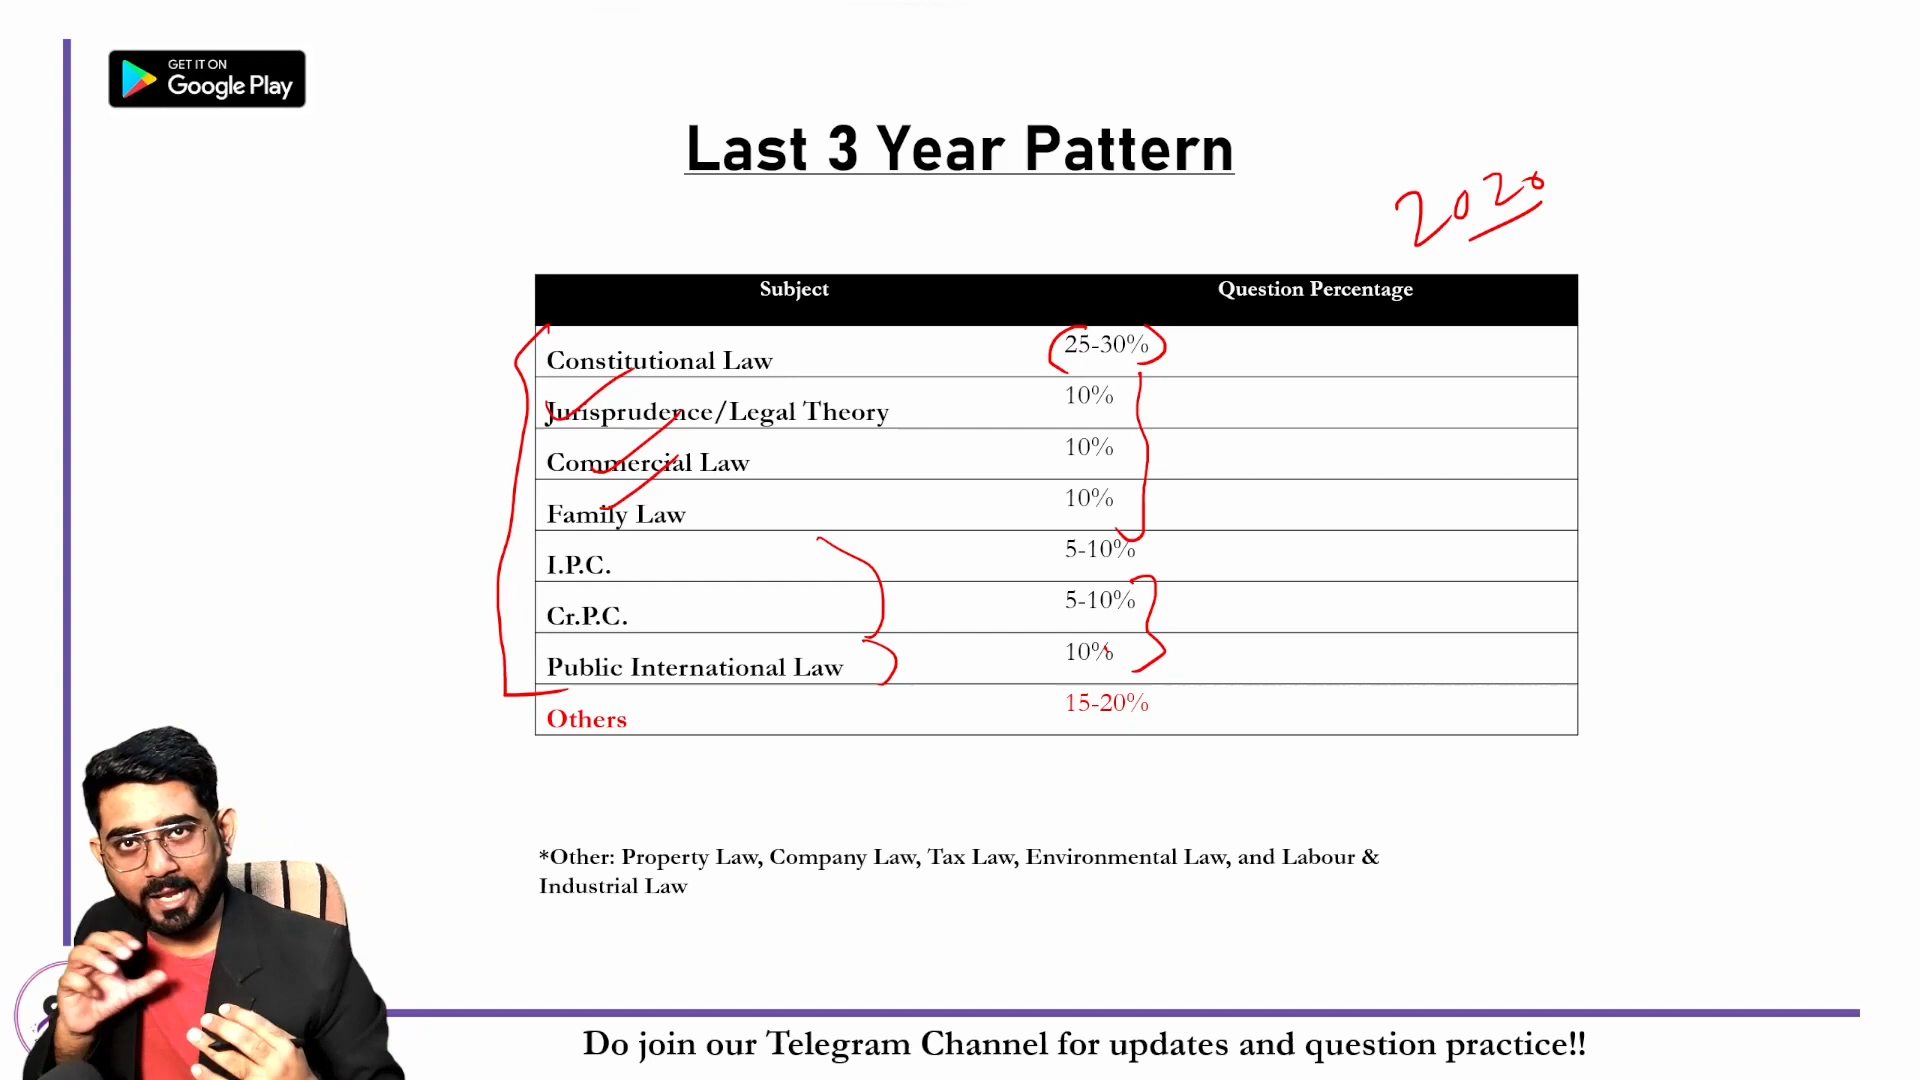 GET IT ON
Google Play
Last 3 Year Pattern
2020
Subject Question Percentage
Constitutional Law 25-30%
Jurisprudence/Legal Theory 10%
Commercial Law 10%
Family Law 10%
I.P.C. 5-10%
Cr.P.C. 5-10%
Public International Law 10%
Others 15-20%
*Other: Property Law, Company Law, Tax Law, Environmental Law, and Labour &
Industrial Law
Do join our Telegram Channel for updates and question practice!!